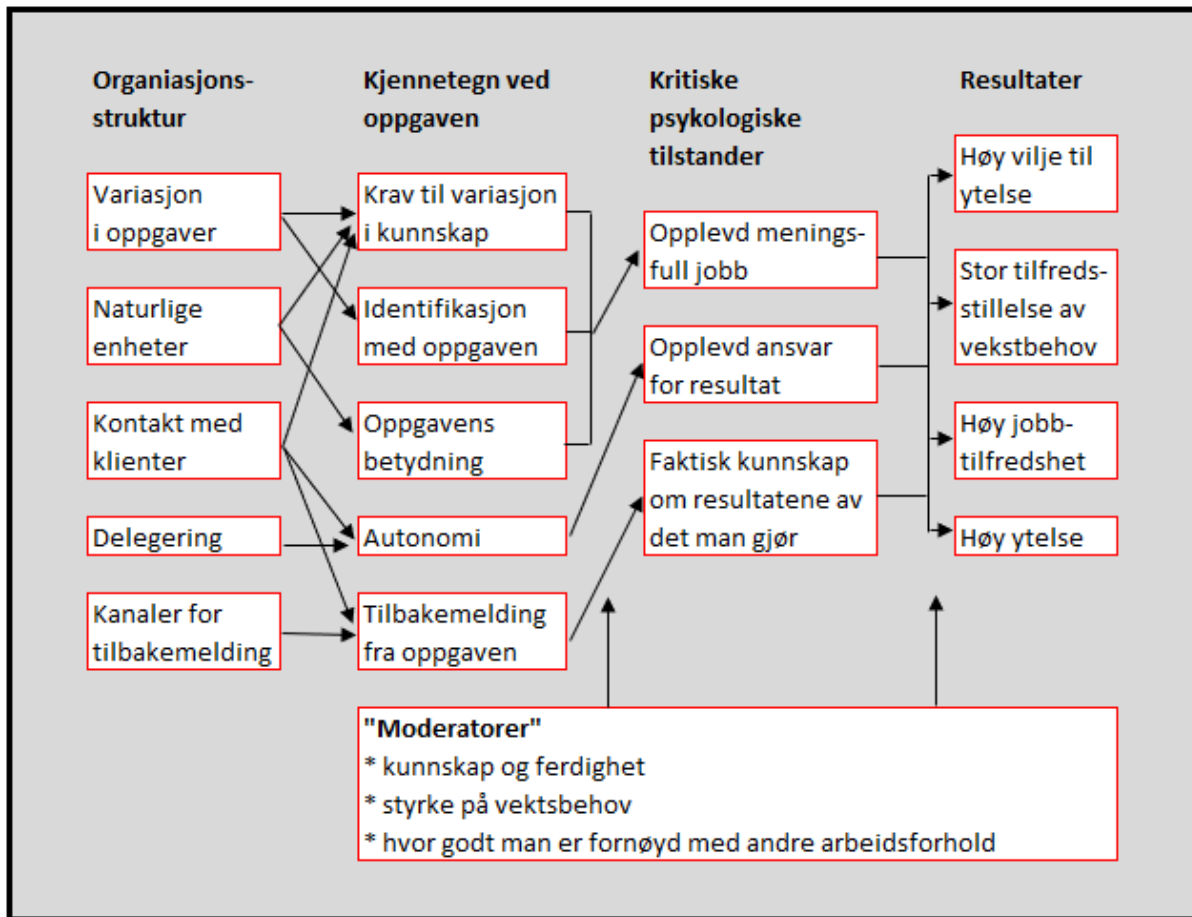 Organiasjons-
struktur
Kjennetegn ved
oppgaven
Kritiske
psykologiske
tilstander
Resultater
Variasjon
i oppgaver
Naturlige
enheter
Kontakt med
klienter
Delegering
Kanaler for
tilbakemelding
Krav til variasjon
i kunnskap
Identifikasjon
med oppgaven
Oppgavens
betydning
Autonomi
Tilbakemelding
fra oppgaven
Opplevd menings-
full jobb
Opplevd ansvar
for resultat
Faktisk kunnskap
om resultatene av
det man gjør
Høy vilje til
ytelse
Stor tilfreds-
stillelse av
vekstbehov
Høy jobb-
tilfredshet
Høy ytelse
"Moderatorer"
* kunnskap og ferdighet
* styrke på vektsbehov
* hvor godt man er fornøyd med andre arbeidsforhold